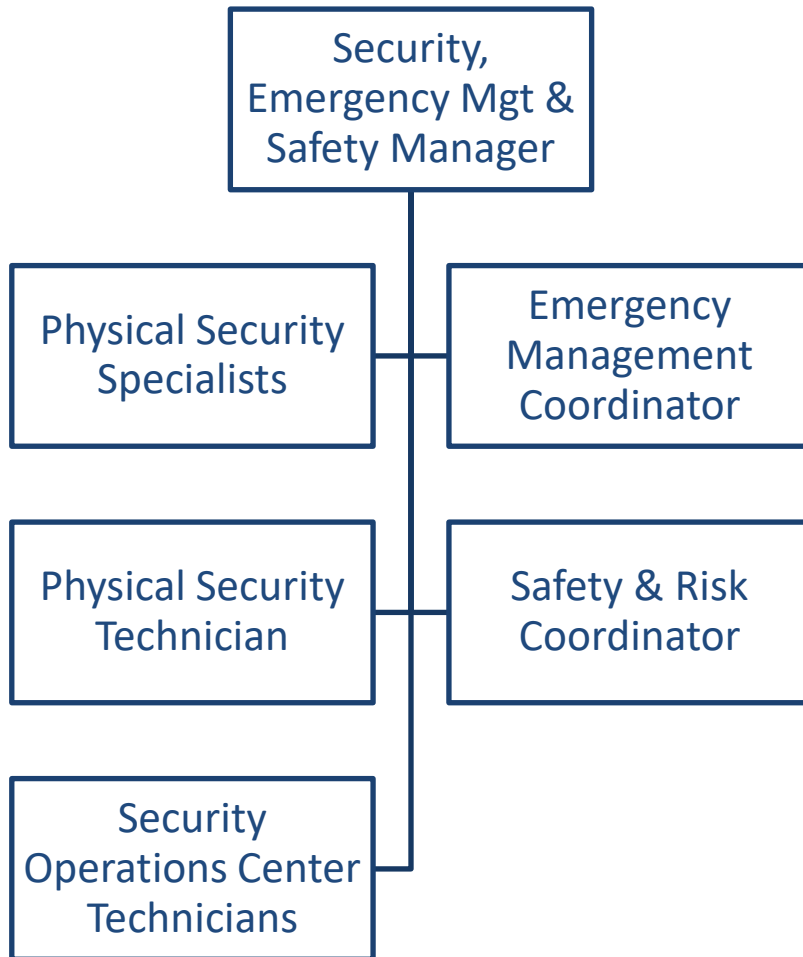 Security,
Emergency Mgt &
Safety Manager
Physical Security
Specialists
Emergency
Management
Coordinator
Physical Security
Technician
Safety & Risk
Coordinator
Security
Operations Center
Technicians